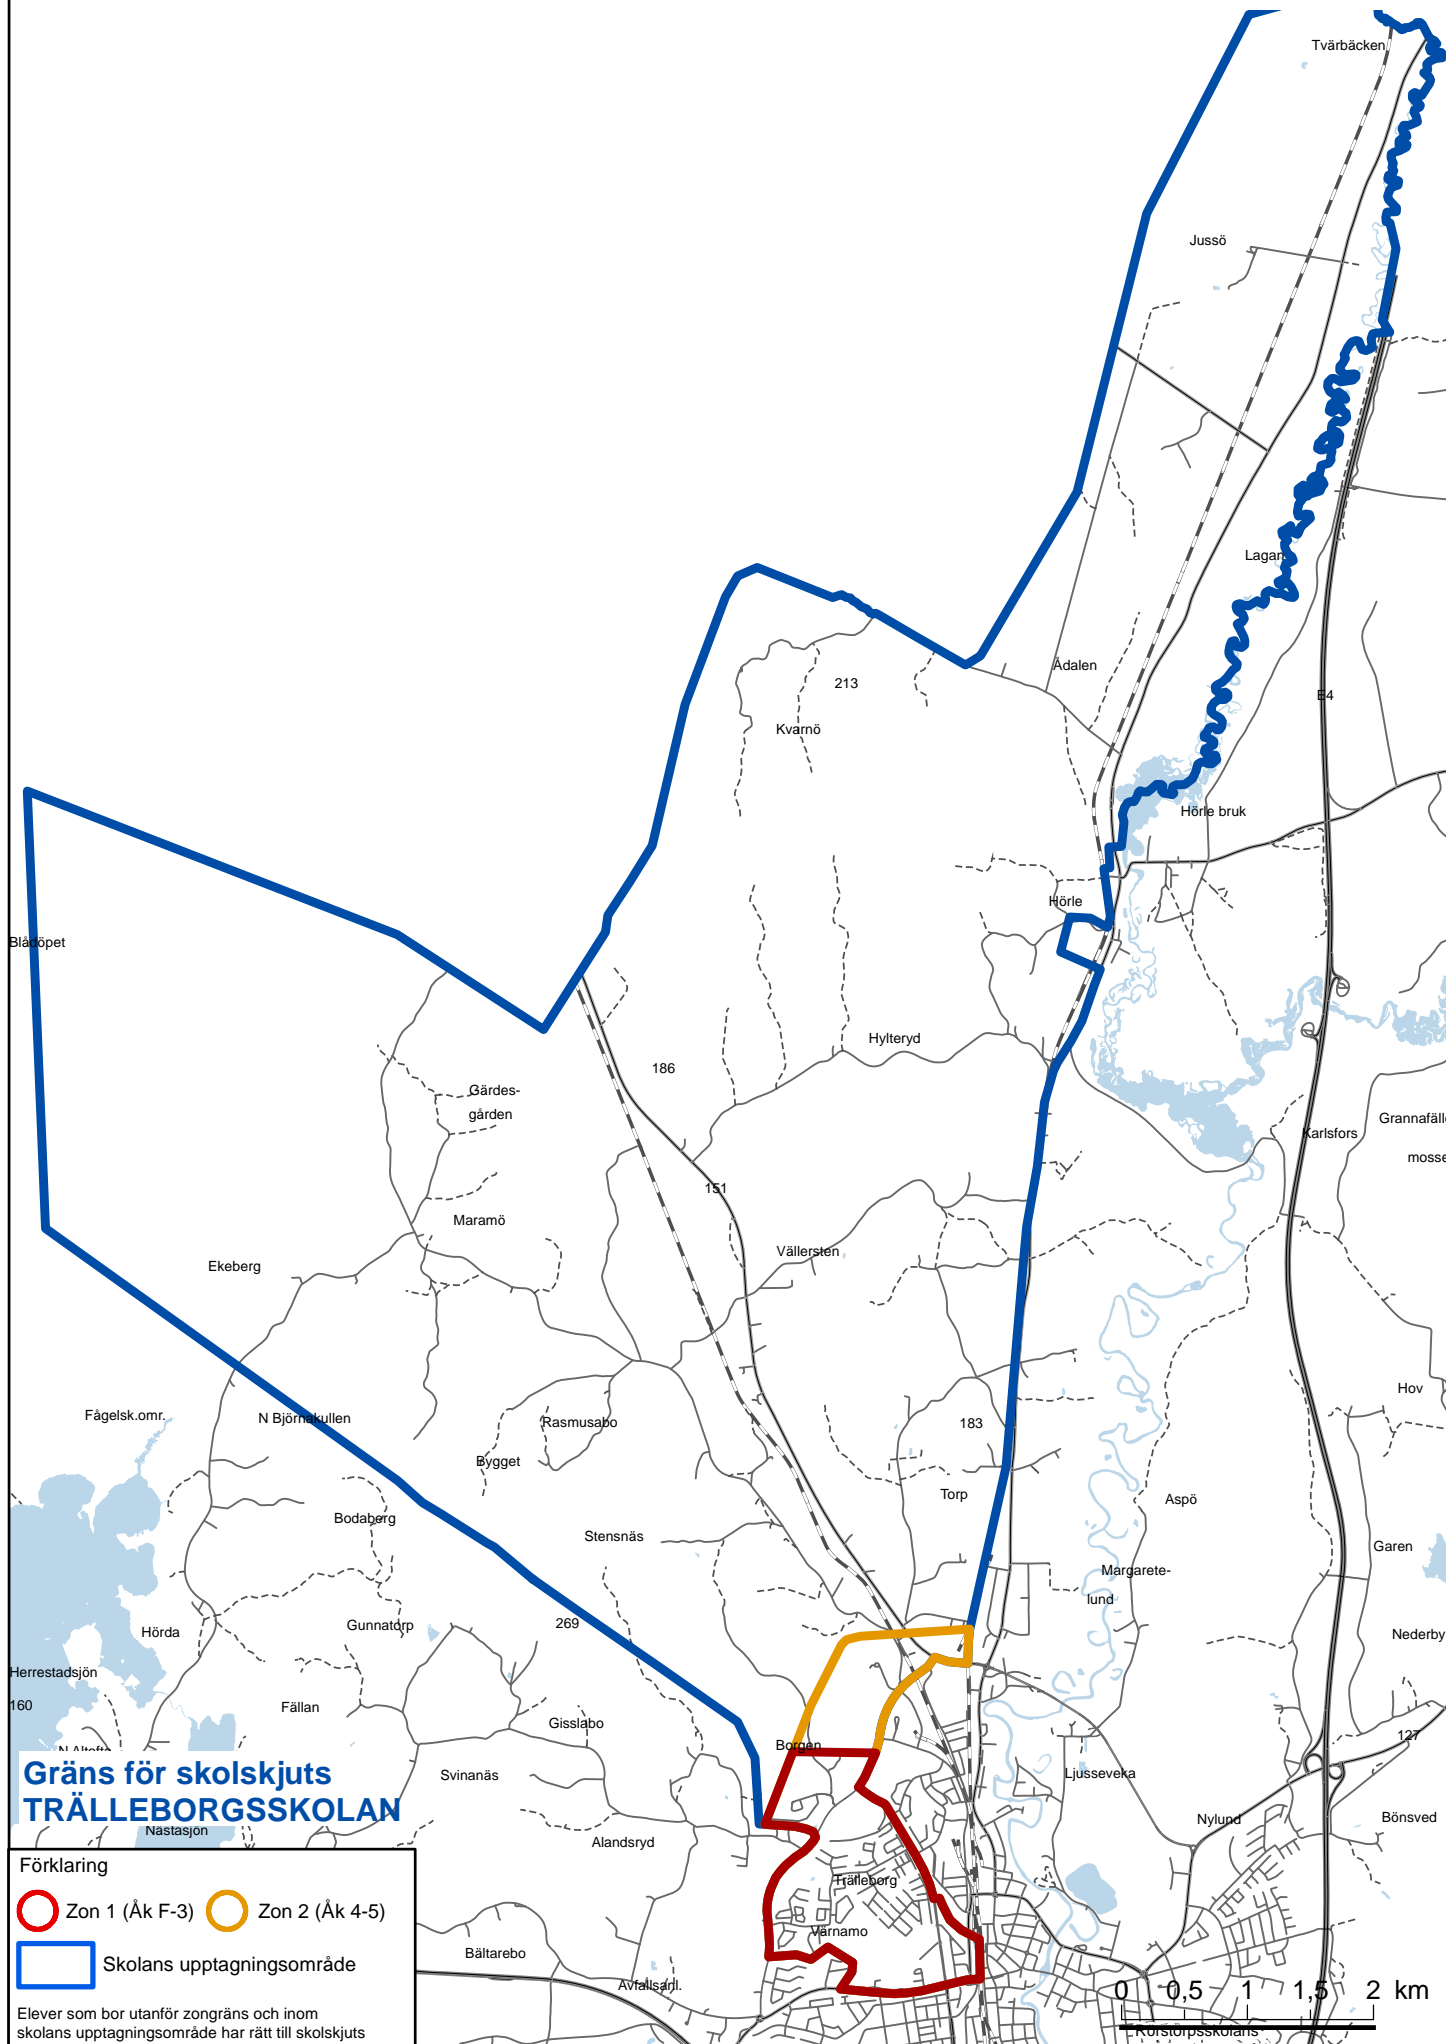 Tvärbäcken
Jussö
Lagan
Ådalen
213
E4
Kvarnö
Hörle bruk
Hörle
Blådöpet
Hylteryd
186
Gärdes-
gården
Karlsfors
Grannafälle
mosse
151
Maramö
Vällersten
Ekeberg
Hov
Fågelsk.omr.
N Björnakullen
Rasmusabo
183
Bygget
Torp
Aspö
Bodaberg
Stensnäs
Garen
Margarete-
lund
Gunnatorp
269
Hörda
Nederby
Herrestadsjön
160
Fällan
Gisslabo
127
Borgen
Gräns för skolskjuts
TRÄLLEBORGSSKOLAN
Svinanäs
Ljusseveka
Nylund
Bönsved
Nästasjön
Alandsryd
Förklaring
Trälleborg
Zon 1 (Åk F-3) Zon 2 (Åk 4-5)
Värnamo
Skolans upptagningsområde
Bältarebo
Avfallsanl.
0 0,5 1 1,5 2 km
Elever som bor utanför zongräns och inom
skolans upptagningsområde har rätt till skolskjuts
Rörstorpsskolans